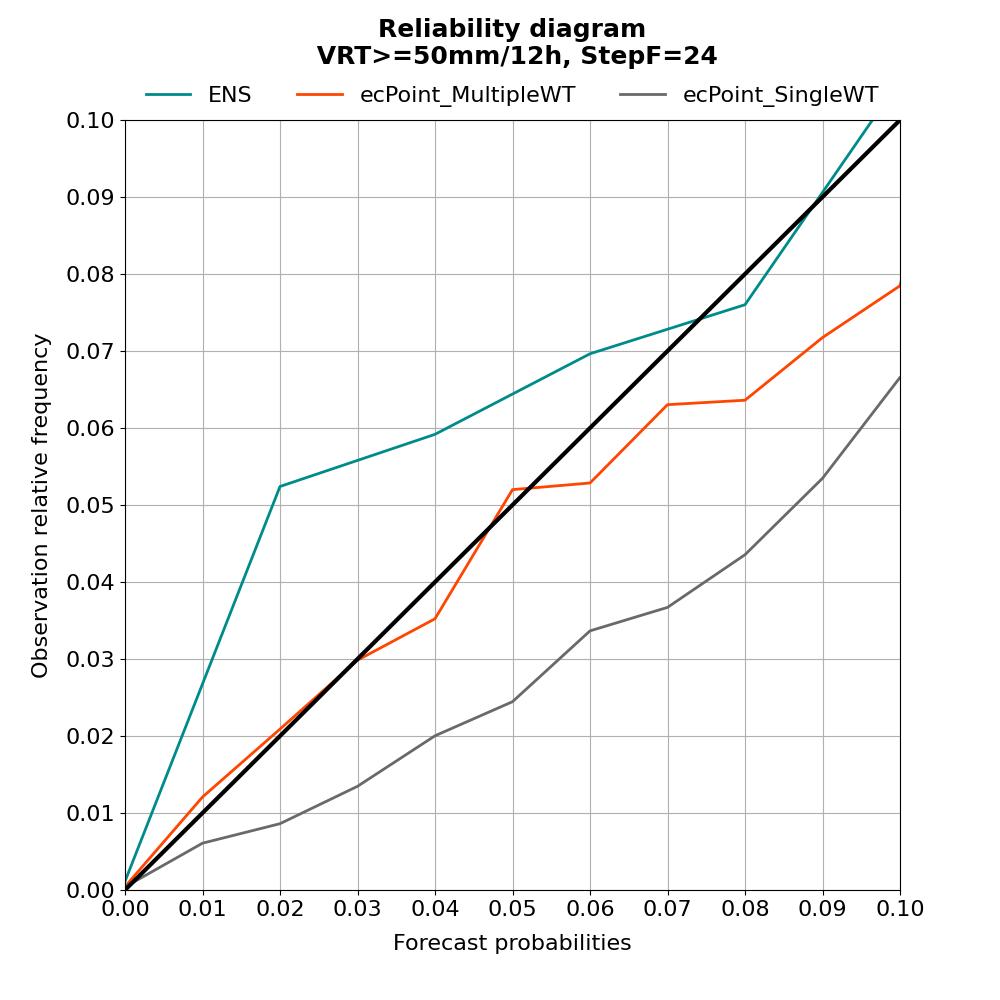 Reliability diagram
VRT>=50mm/12h, StepF=24
ENS ecPoint_MultipleWT ecPoint_SingleWT
0.10
0.09
0.08
0.07
0.06
0.05
0.04
0.03
0.02
0.01
0.00
Observation relative frequency
0.00 0.01 0.02 0.03 0.04 0.05 0.06 0.07 0.08 0.09 0.10
Forecast probabilities